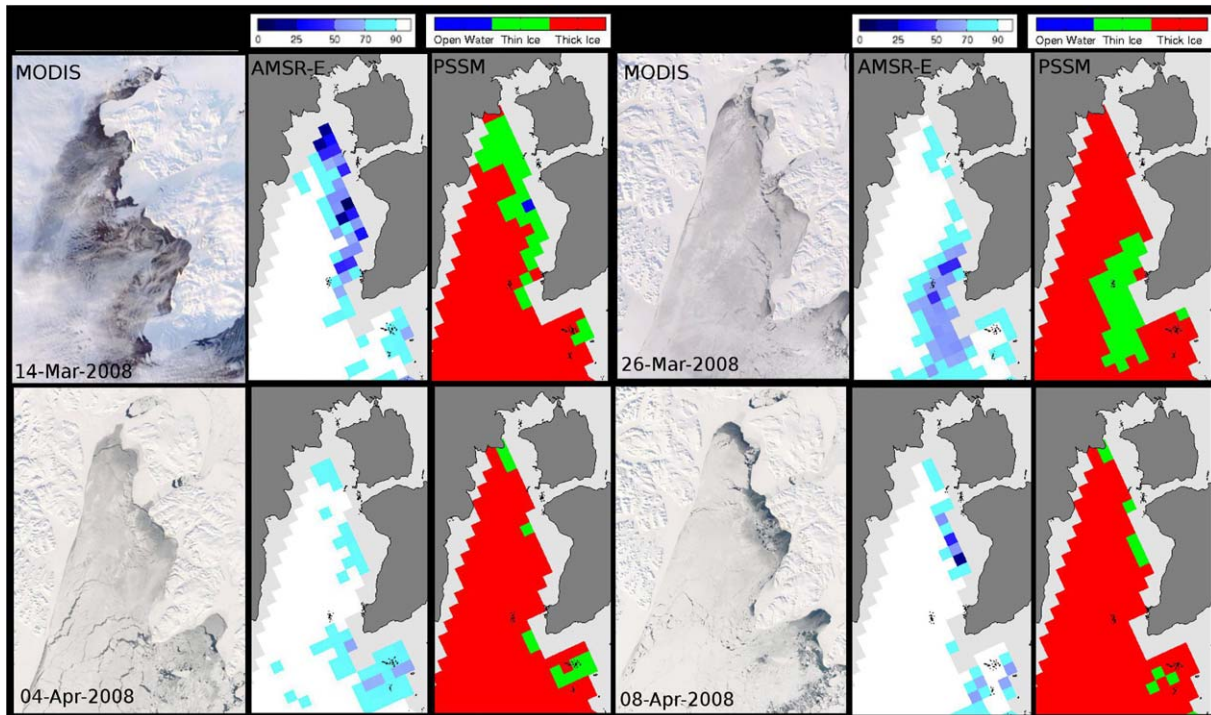 0 25 50 70 90
Open Water Thin Ice Thick Ice
0 25 50 70 90
Open Water Thin Ice Thick Ice
MODIS
AMSR-E
PSSM
MODIS
AMSR-E
PSSM
14-Mar-2008
26-Mar-2008
04-Apr-2008
08-Apr-2008